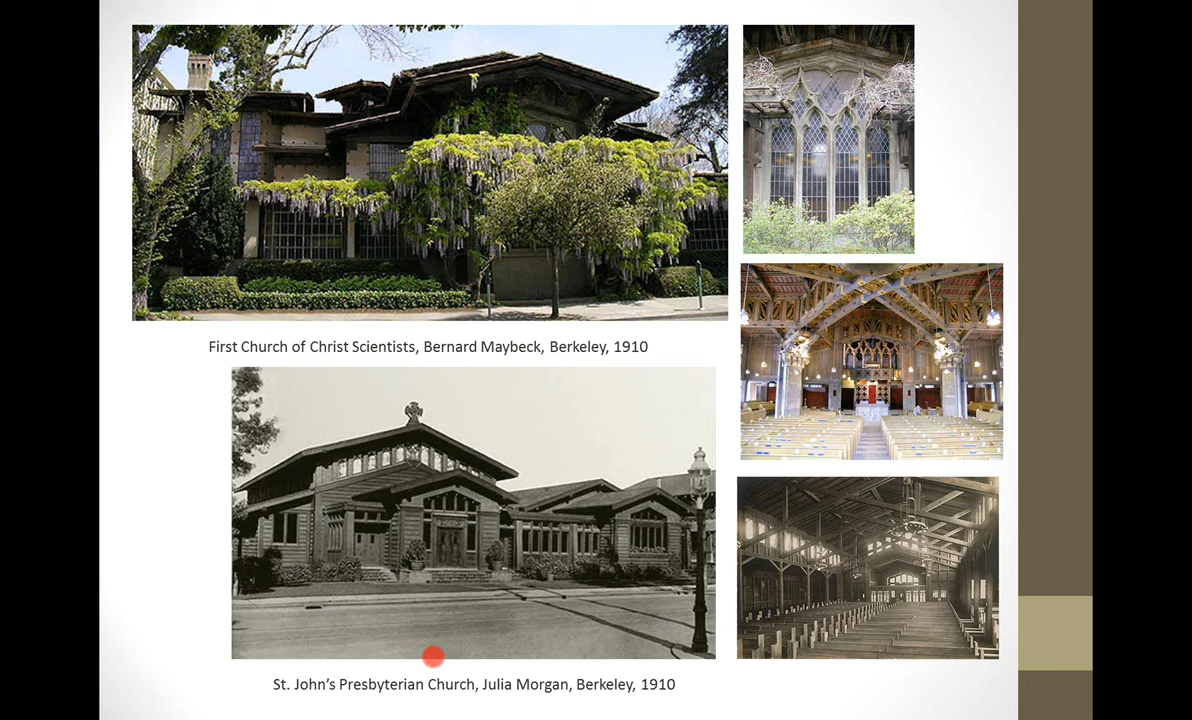 First Church of Christ Scientists, Bernard Maybeck, Berkeley, 1910
St. John’s Presbyterian Church, Julia Morgan, Berkeley, 1910